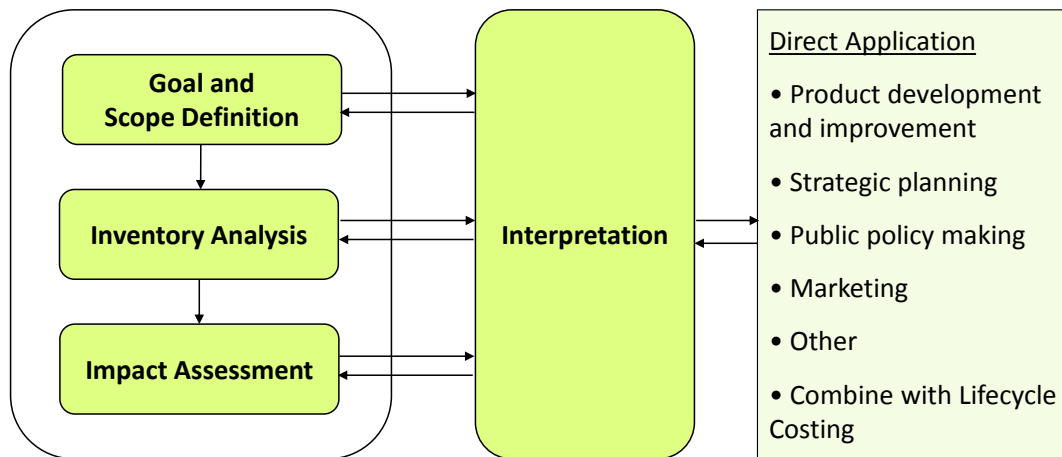 Goal and
Scope Definition
Inventory Analysis
Impact Assessment
Interpretation
Direct Application
• Product development
and improvement
• Strategic planning
• Public policy making
• Marketing
• Other
• Combine with Lifecycle
Costing